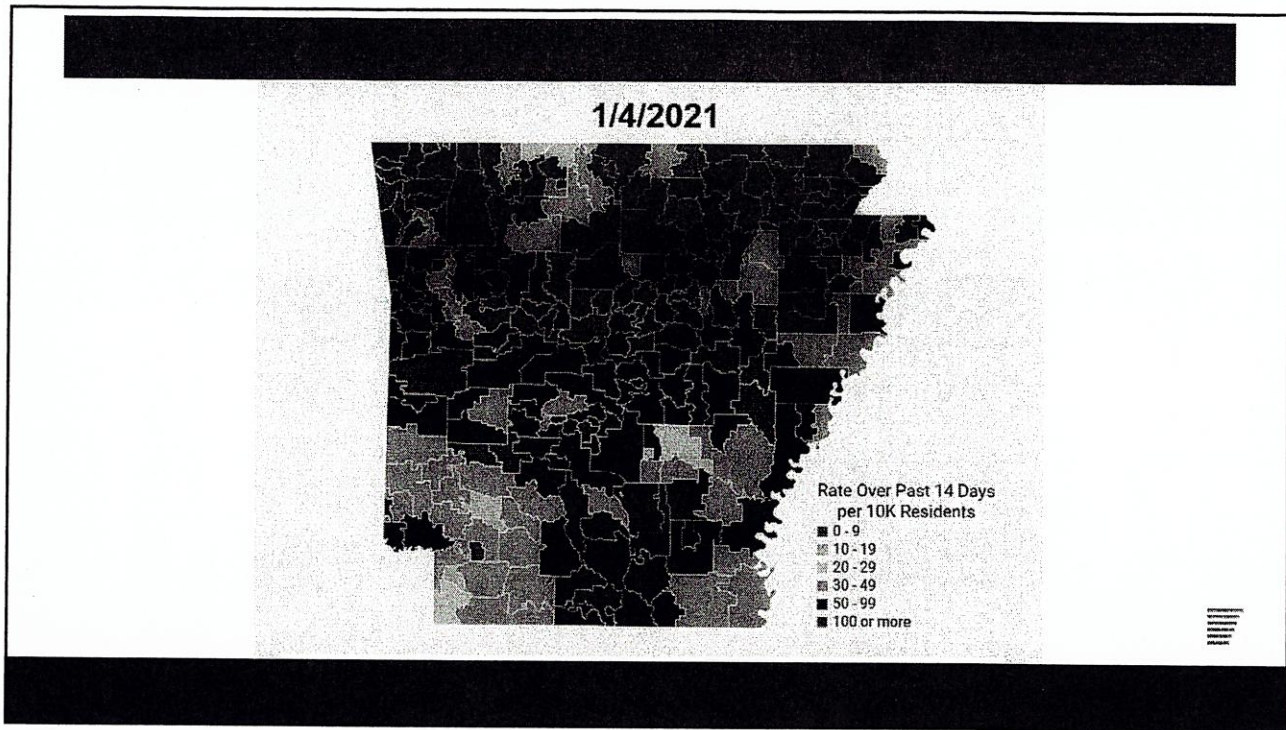 1/4/2021
Rate Over Past 14 Days
per 10K Residents
0 - 9
10 - 19
20 - 29
30 - 49
50 - 99
100 or more